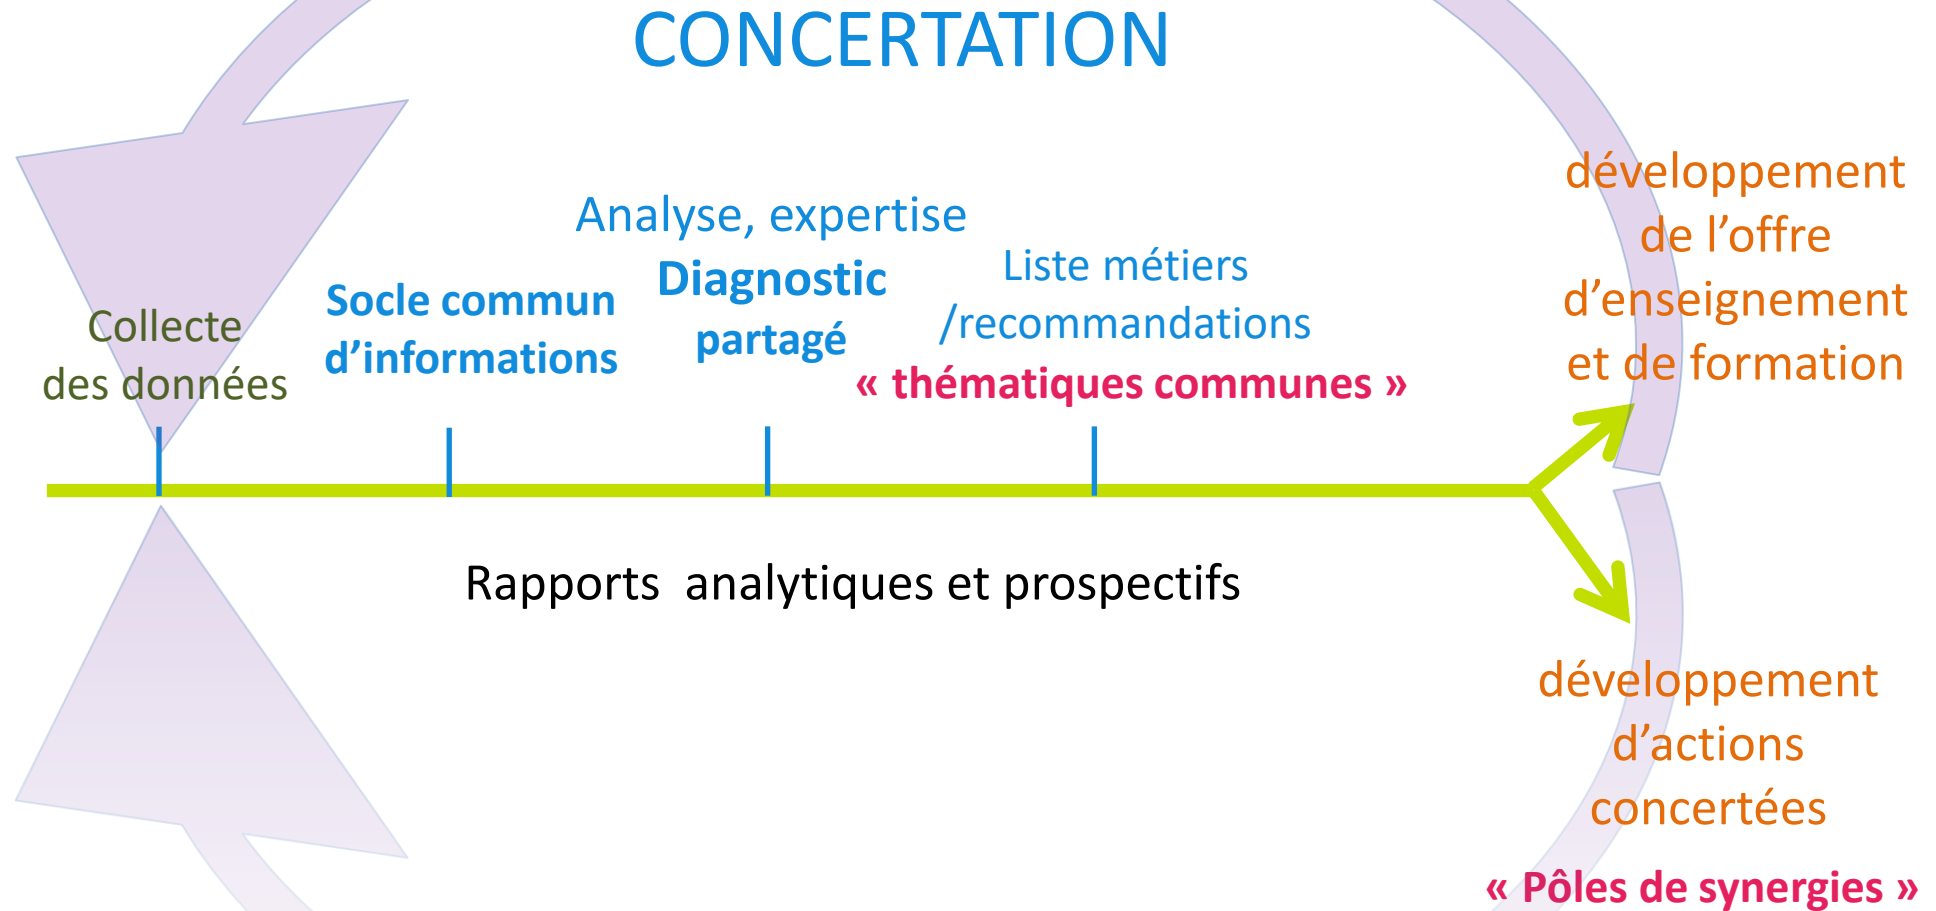 CONCERTATION
Collecte
des données
Socle commun
d’informations
Analyse, expertise
Diagnostic
partagé
Liste métiers
/recommandations
« thématiques communes »
développement
de l’offre
d’enseignement
et de formation
Rapports  analytiques et prospectifs
développement
d’actions
concertées
« Pôles de synergies »